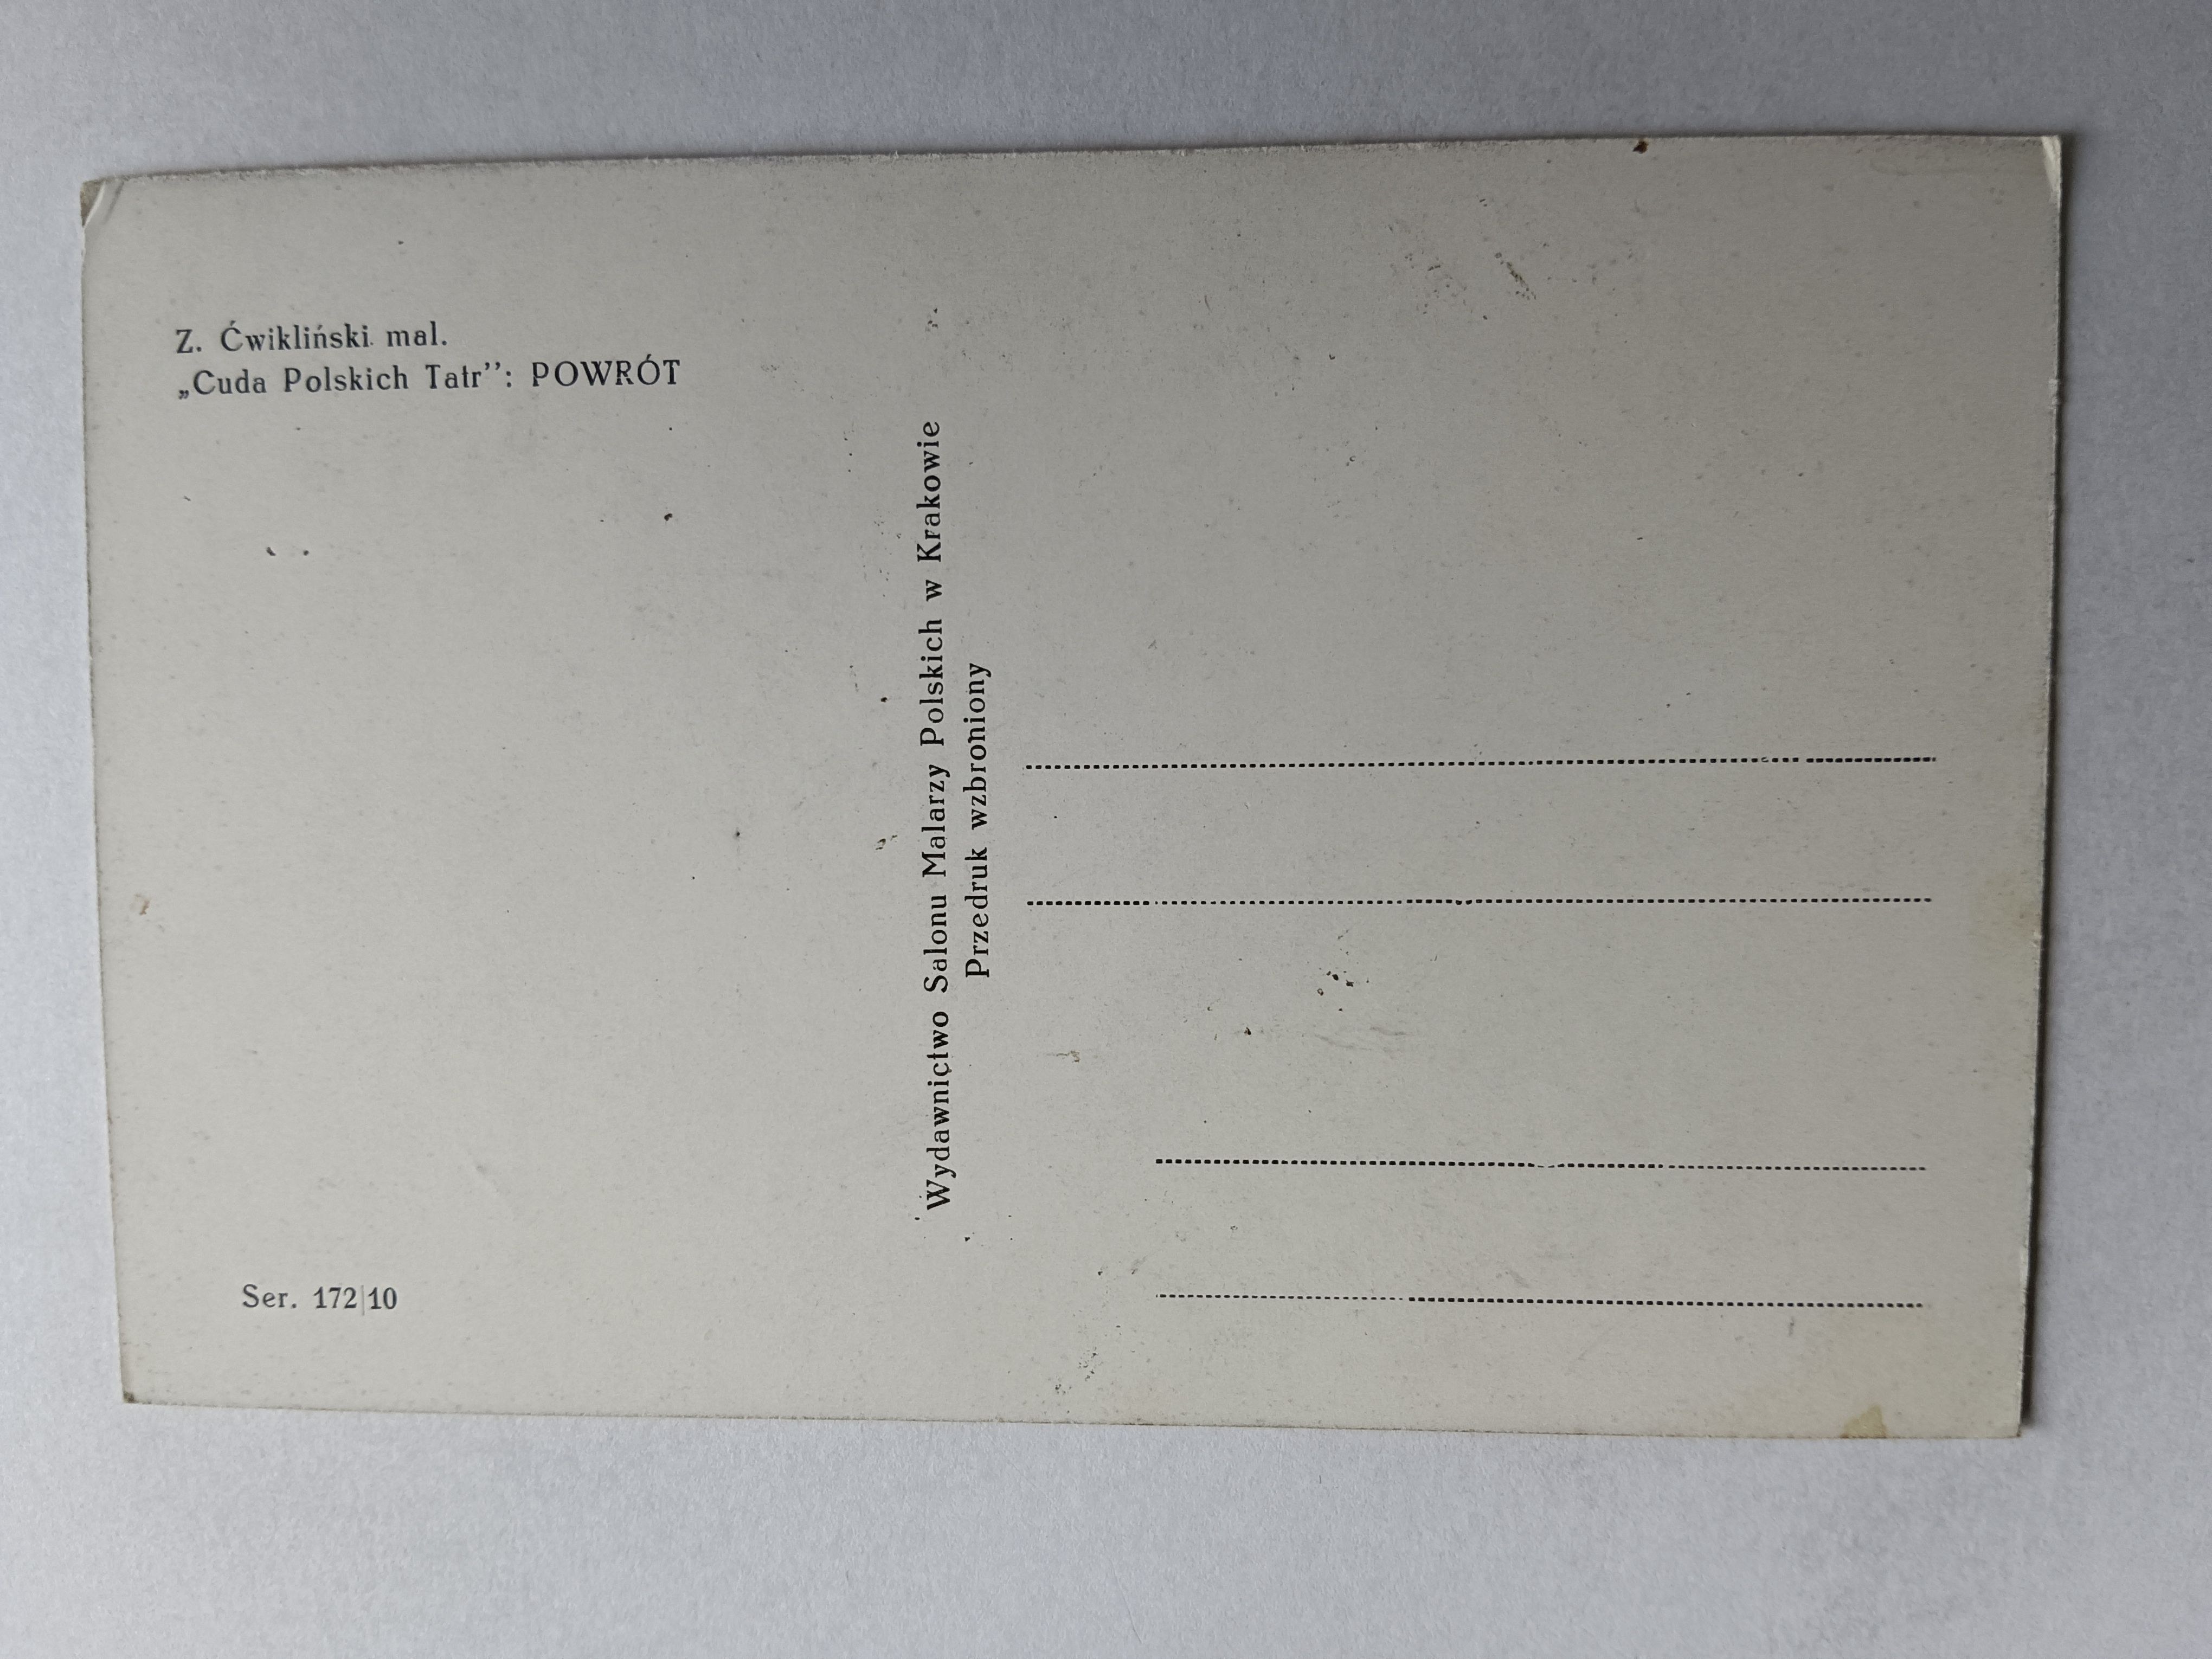 Z. Ćwikliński mal.
„Cuda Polskich Tatr”: POWRÓT
Wydawnictwo Salonu Malarzy Polskich w Krakowie
Przedruk wzbroniony
Ser. 172|10